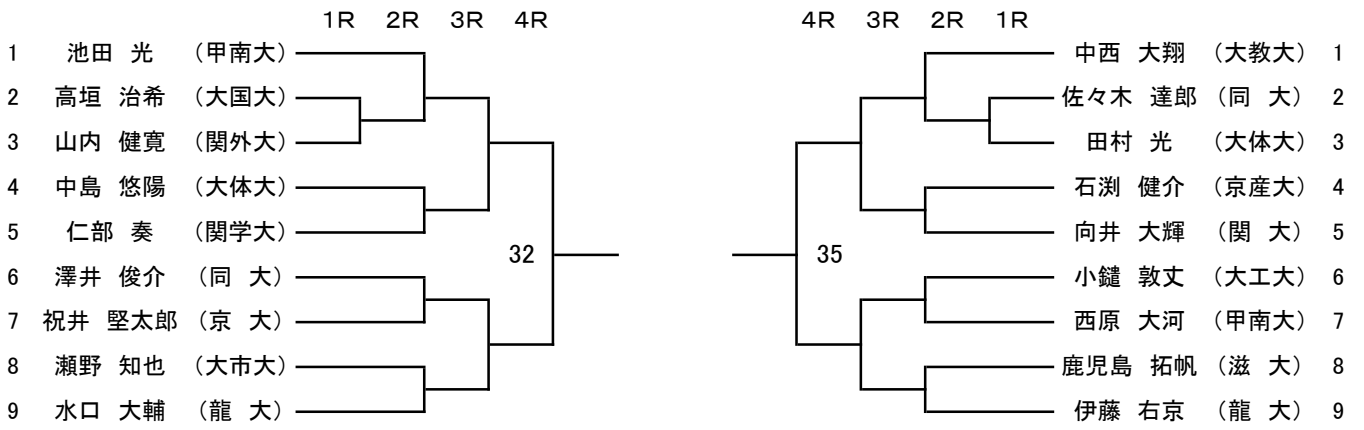 1R 2R 3R 4R
1 池田 光 （甲南大）
2 高垣 治希 （大国大）
3 山内 健寛 （関外大）
4 中島 悠陽 （大体大）
5 仁部 奏 （関学大）
32
6 澤井 俊介 （同 大）
7 祝井 堅太郎 （京 大）
8 瀬野 知也 （大市大）
9 水口 大輔 （龍 大）
4R 3R 2R 1R
中西 大翔 （大教大） 1
佐々木 達郎 （同 大） 2
田村 光 （大体大） 3
石渕 健介 （京産大） 4
向井 大輝 （関 大） 5
35
小鑓 敦丈 （大工大） 6
西原 大河 （甲南大） 7
鹿児島 拓帆 （滋 大） 8
伊藤 右京 （龍 大） 9